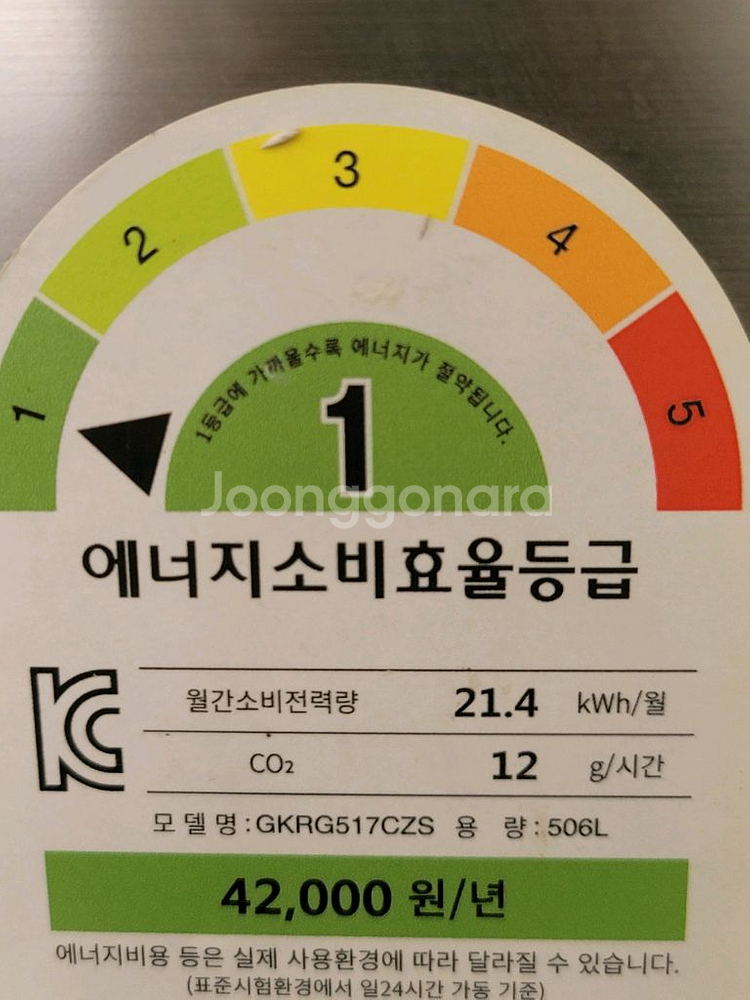 3
2
4
1
5
1등급에 가까울수록 에너지가 절약됩니다.
1
Joonggonara
에너지소비효율등급
월간소비전력량 21.4 kWh/월
CO₂ 12 g/시간
모델명 : GKRG517CZS 용 량 : 506L
42,000 원/년
에너지비용 등은 실제 사용환경에 따라 달라질 수 있습니다.
(표준시험환경에서 일24시간 가동 기준)